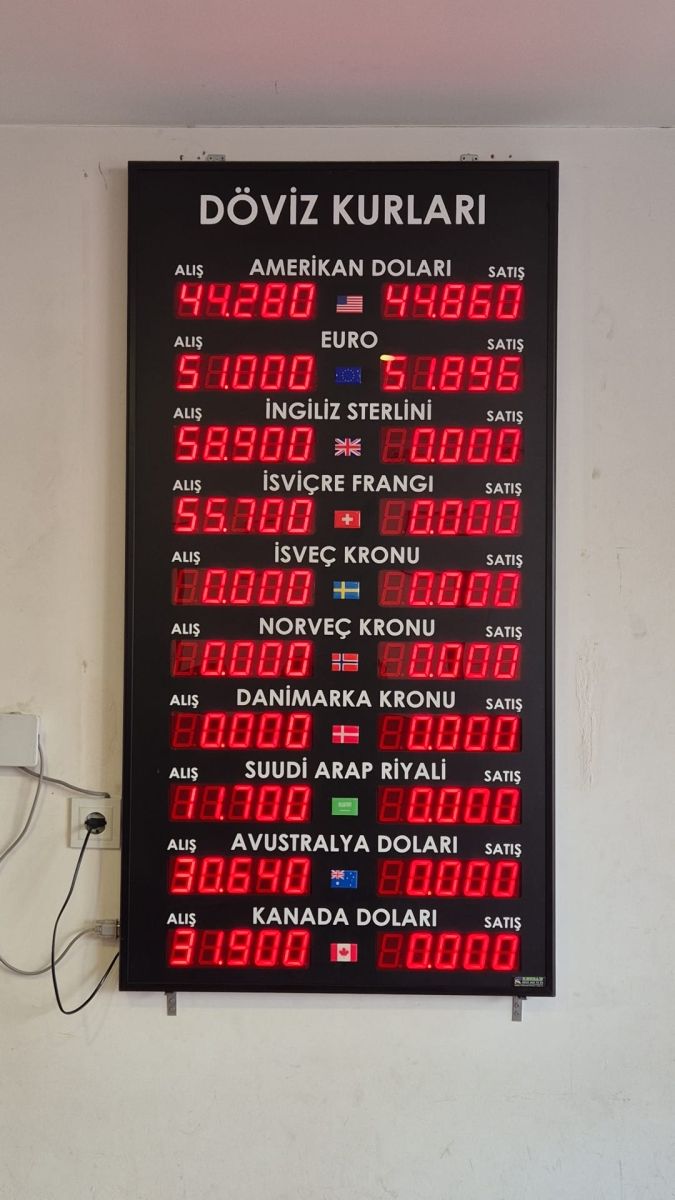 DÖVİZ KURLARI
ALIŞ AMERİKAN DOLARI SATIŞ
44.280 44.860
ALIŞ EURO SATIŞ
51.000 51.896
ALIŞ İNGİLİZ STERLİNİ SATIŞ
58.900 0.000
ALIŞ İSVİÇRE FRANGI SATIŞ
55.700 0.000
ALIŞ İSVEÇ KRONU SATIŞ
0.000 0.000
ALIŞ NORVEÇ KRONU SATIŞ
0.000 0.000
ALIŞ DANİMARKA KRONU SATIŞ
0.000 0.000
ALIŞ SUUDİ ARAP RİYALİ SATIŞ
11.700 0.000
ALIŞ AVUSTRALYA DOLARI SATIŞ
30.640 0.000
ALIŞ KANADA DOLARI SATIŞ
31.900 0.000